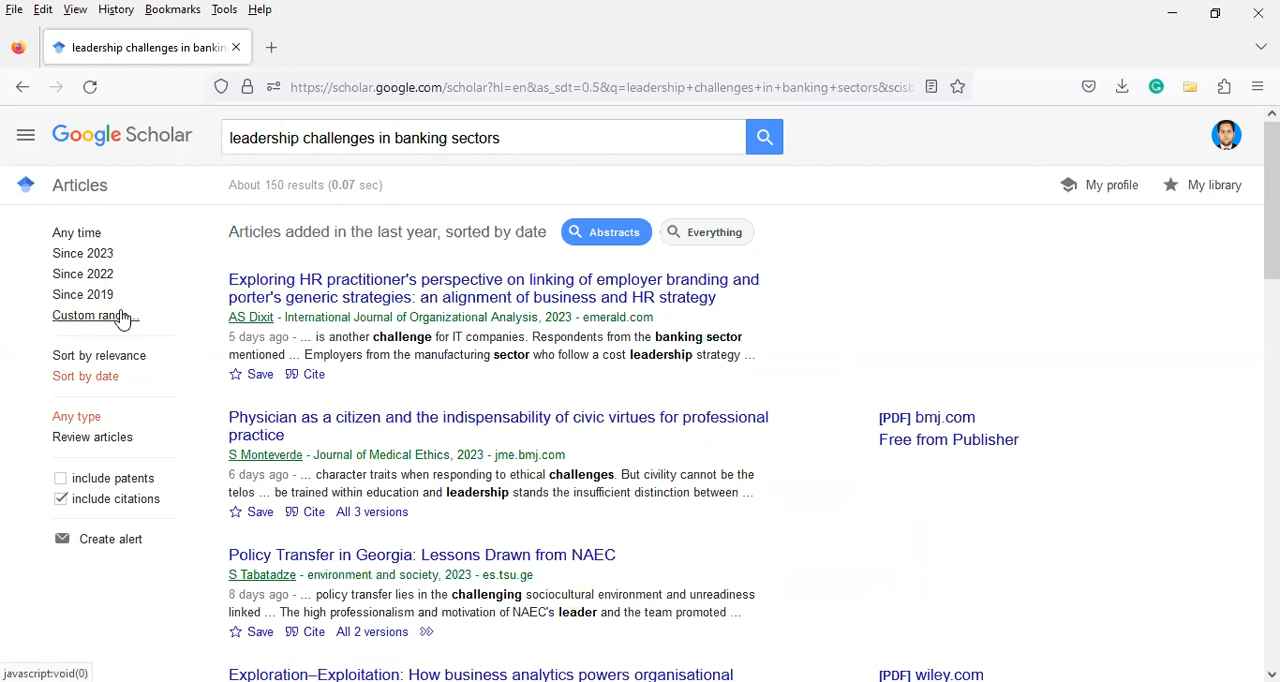 File Edit View History Bookmarks Tools Help
leadership challenges in bankin
https://scholar.google.com/scholar?hl=en&as_sdt=0.5&q=leadership+challenges+in+banking+sectors&scisb
Google Scholar
leadership challenges in banking sectors
Articles
About 150 results (0.07 sec)
My profile
My library
Any time
Since 2023
Since 2022
Since 2019
Custom range...
Sort by relevance
Sort by date
Any type
Review articles
include patents
include citations
Create alert
Articles added in the last year, sorted by date
Abstracts
Everything
Exploring HR practitioner's perspective on linking of employer branding and
porter's generic strategies: an alignment of business and HR strategy
AS Dixit - International Journal of Organizational Analysis, 2023 - emerald.com
5 days ago - ... is another challenge for IT companies. Respondents from the banking sector
mentioned ... Employers from the manufacturing sector who follow a cost leadership strategy ...
Save Cite
Physician as a citizen and the indispensability of civic virtues for professional
practice
S Monteverde - Journal of Medical Ethics, 2023 - jme.bmj.com
6 days ago - ... character traits when responding to ethical challenges. But civility cannot be the
telos ... be trained within education and leadership stands the insufficient distinction between ...
Save Cite All 3 versions
[PDF] bmj.com
Free from Publisher
Policy Transfer in Georgia: Lessons Drawn from NAEC
S Tabatadze - environment and society, 2023 - es.tsu.ge
8 days ago - ... policy transfer lies in the challenging sociocultural environment and unreadiness
linked ... The high professionalism and motivation of NAEC's leader and the team promoted ...
Save Cite All 2 versions
Exploration–Exploitation: How business analytics powers organisational
[PDF] wiley.com
javascript:void(0)